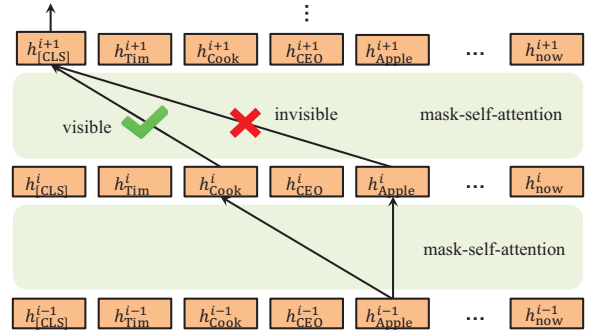 ⋮
h^{i+1}_{[CLS]} h^{i+1}_{Tim} h^{i+1}_{Cook} h^{i+1}_{CEO} h^{i+1}_{Apple} ... h^{i+1}_{now}
mask-self-attention
visible invisible
h^{i}_{[CLS]} h^{i}_{Tim} h^{i}_{Cook} h^{i}_{CEO} h^{i}_{Apple} ... h^{i}_{now}
mask-self-attention
h^{i-1}_{[CLS]} h^{i-1}_{Tim} h^{i-1}_{Cook} h^{i-1}_{CEO} h^{i-1}_{Apple} ... h^{i-1}_{now}